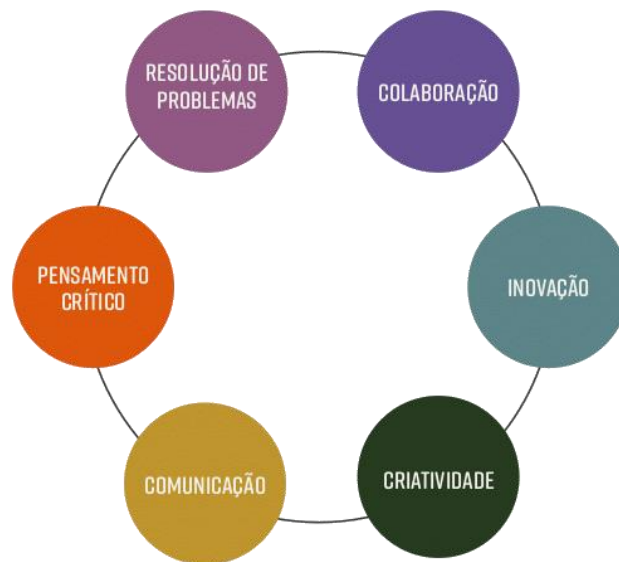 RESOLUÇÃO DE
PROBLEMAS
COLABORAÇÃO
PENSAMENTO
CRÍTICO
INOVAÇÃO
COMUNICAÇÃO
CRIATIVIDADE